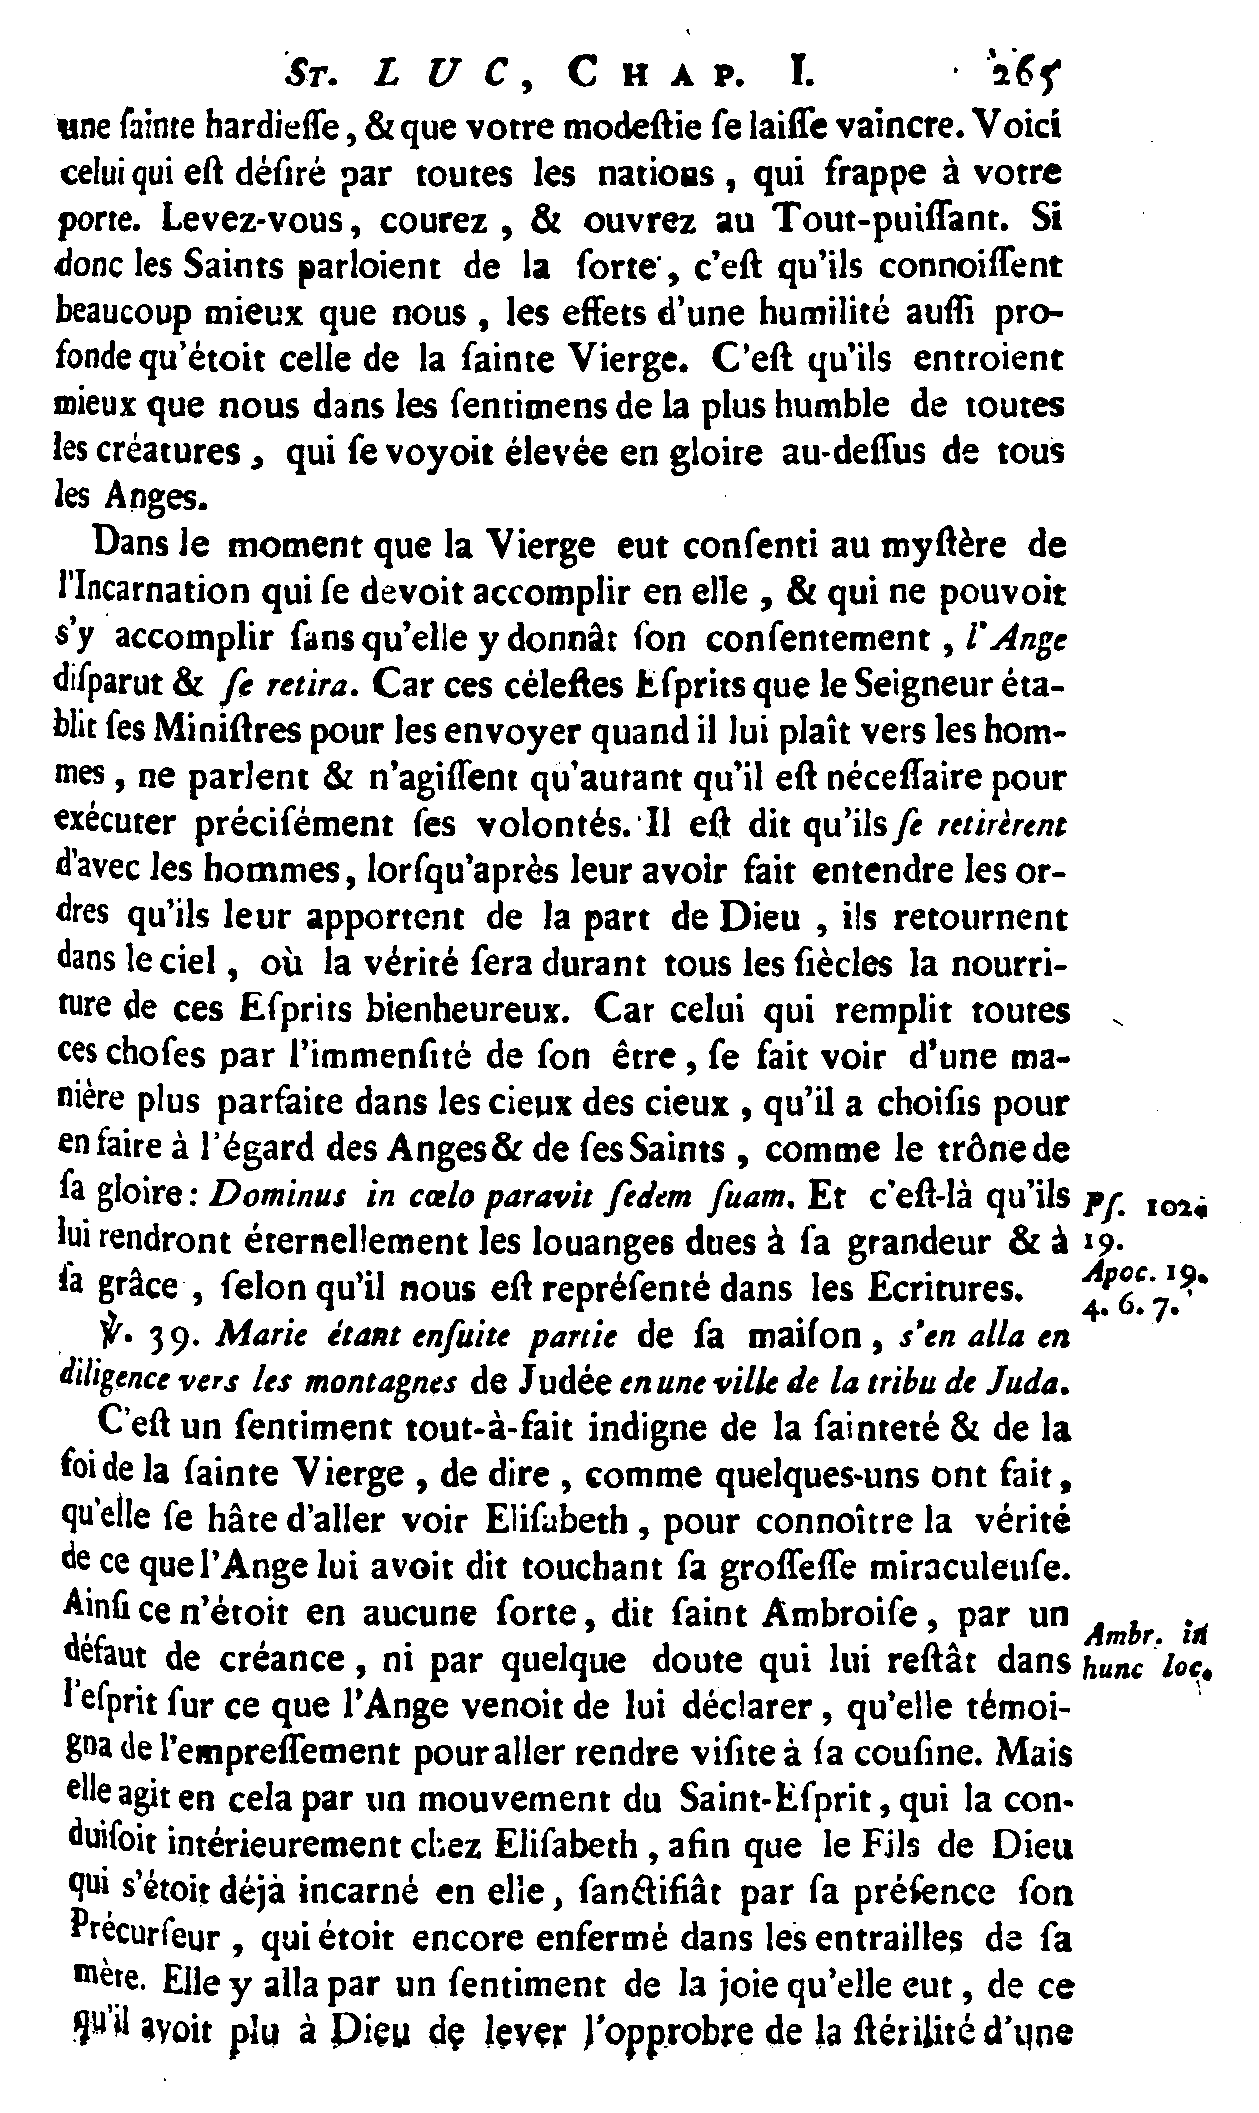 St. LUC, CHAP. I. 265
une ſainte hardieſſe, & que votre modeſtie ſe laiſſe vaincre. Voici
celui qui eſt déſiré par toutes les nations, qui frappe à votre
porte. Levez-vous, courez, & ouvrez au Tout-puiſſant. Si
donc les Saints parloient de la ſorte, c'eſt qu'ils connoiſſent
beaucoup mieux que nous, les effets d'une humilité auſſi pro-
fonde qu'étoit celle de la ſainte Vierge. C'eſt qu'ils entroient
mieux que nous dans les ſentimens de la plus humble de toutes
les créatures, qui ſe voyoit élevée en gloire au-deſſus de tous
les Anges.
Dans le moment que la Vierge eut conſenti au myſtère de
l'Incarnation qui ſe devoit accomplir en elle, & qui ne pouvoit
s'y accomplir ſans qu'elle y donnât ſon conſentement, l'Ange
diſparut & ſe retira. Car ces céleſtes Eſprits que le Seigneur éta-
blit ſes Miniſtres pour les envoyer quand il lui plaît vers les hom-
mes, ne parlent & n'agiſſent qu'autant qu'il eſt néceſſaire pour
exécuter préciſément ſes volontés. Il eſt dit qu'ils ſe retirèrent
d'avec les hommes, lorſqu'après leur avoir fait entendre les or-
dres qu'ils leur apportent de la part de Dieu, ils retournent
dans le ciel, où la vérité ſera durant tous les ſiècles la nourri-
ture de ces Eſprits bienheureux. Car celui qui remplit toutes
ces choſes par l'immenſité de ſon être, ſe fait voir d'une ma-
nière plus parfaite dans les cieux des cieux, qu'il a choiſis pour
en faire à l'égard des Anges & de ſes Saints, comme le trône de
ſa gloire: Dominus in cœlo paravit ſedem ſuam. Et c'eſt-là qu'ils
Pſ. 102.
lui rendront éternellement les louanges dues à ſa grandeur & à
19.
ſa grâce, ſelon qu'il nous eſt repréſenté dans les Ecritures.
Apoc. 19.
4. 6. 7.
℣. 39. Marie étant enſuite partie de ſa maiſon, s'en alla en
diligence vers les montagnes de Judée en une ville de la tribu de Juda.
C'eſt un ſentiment tout-à-fait indigne de la ſainteté & de la
foi de la ſainte Vierge, de dire, comme quelques-uns ont fait,
qu'elle ſe hâte d'aller voir Eliſabeth, pour connoître la vérité
de ce que l'Ange lui avoit dit touchant ſa groſſeſſe miraculeuſe.
Ainſi ce n'étoit en aucune ſorte, dit ſaint Ambroiſe, par un
Ambr. in
défaut de créance, ni par quelque doute qui lui reſtât dans
hunc loc.
l'eſprit ſur ce que l'Ange venoit de lui déclarer, qu'elle témoi-
gna de l'empreſſement pour aller rendre viſite à ſa couſine. Mais
elle agit en cela par un mouvement du Saint-Eſprit, qui la con-
duiſoit intérieurement chez Eliſabeth, afin que le Fils de Dieu
qui s'étoit déjà incarné en elle, ſanctifiât par ſa préſence ſon
Précurſeur, qui étoit encore enfermé dans les entrailles de ſa
mère. Elle y alla par un ſentiment de la joie qu'elle eut, de ce
qu'il avoit plu à Dieu de lever l'opprobre de la ſtérilité d'une